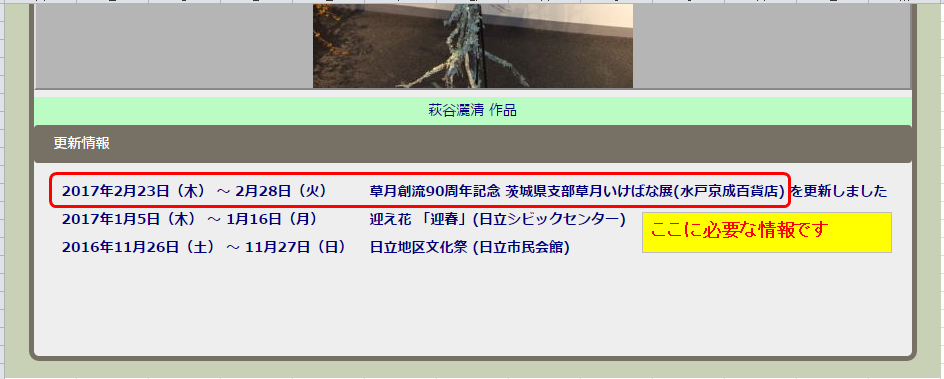 萩谷灑清 作品
更新情報
2017年2月23日（木） ～ 2月28日（火） 草月創流90周年記念 茨城県支部草月いけばな展(水戸京成百貨店) を更新しました
2017年1月5日（木） ～ 1月16日（月） 迎え花 「迎春」(日立シビックセンター)
ここに必要な情報です
2016年11月26日（土） ～ 11月27日（日） 日立地区文化祭 (日立市民会館)